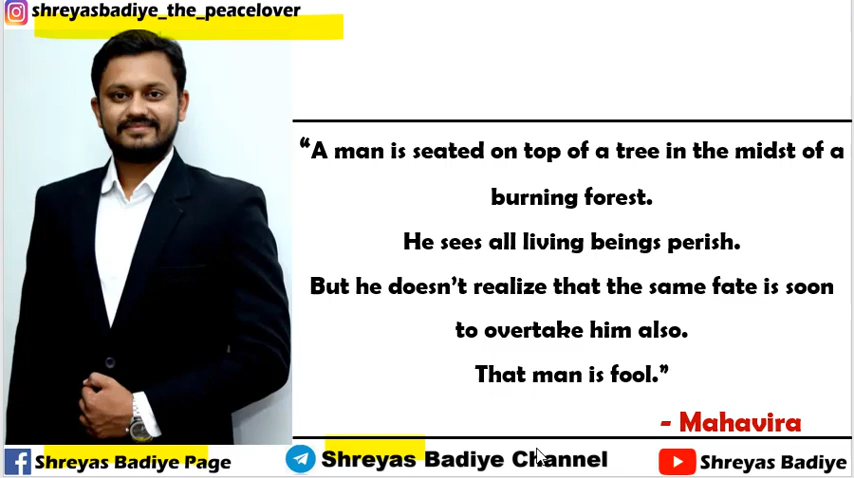 shreyasbadiye_the_peacelover
“A man is seated on top of a tree in the midst of a
burning forest.
He sees all living beings perish.
But he doesn’t realize that the same fate is soon
to overtake him also.
That man is fool.”
- Mahavira
Shreyas Badiye Page
Shreyas Badiye Channel
Shreyas Badiye